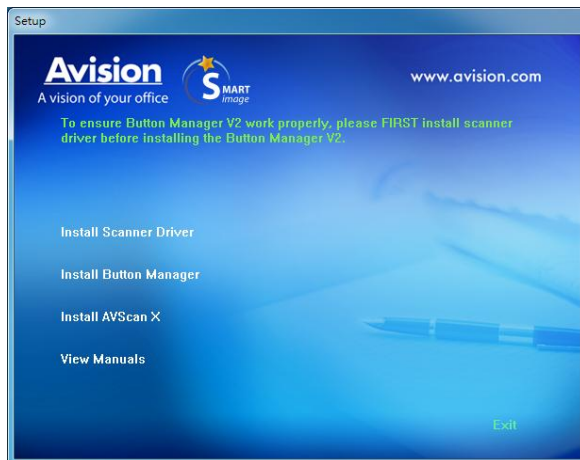 Setup
Avision
A vision of your office
SMART
Image
www.avision.com
To ensure Button Manager V2 work properly, please FIRST install scanner
driver before installing the Button Manager V2.
Install Scanner Driver
Install Button Manager
Install AVScan X
View Manuals
Exit